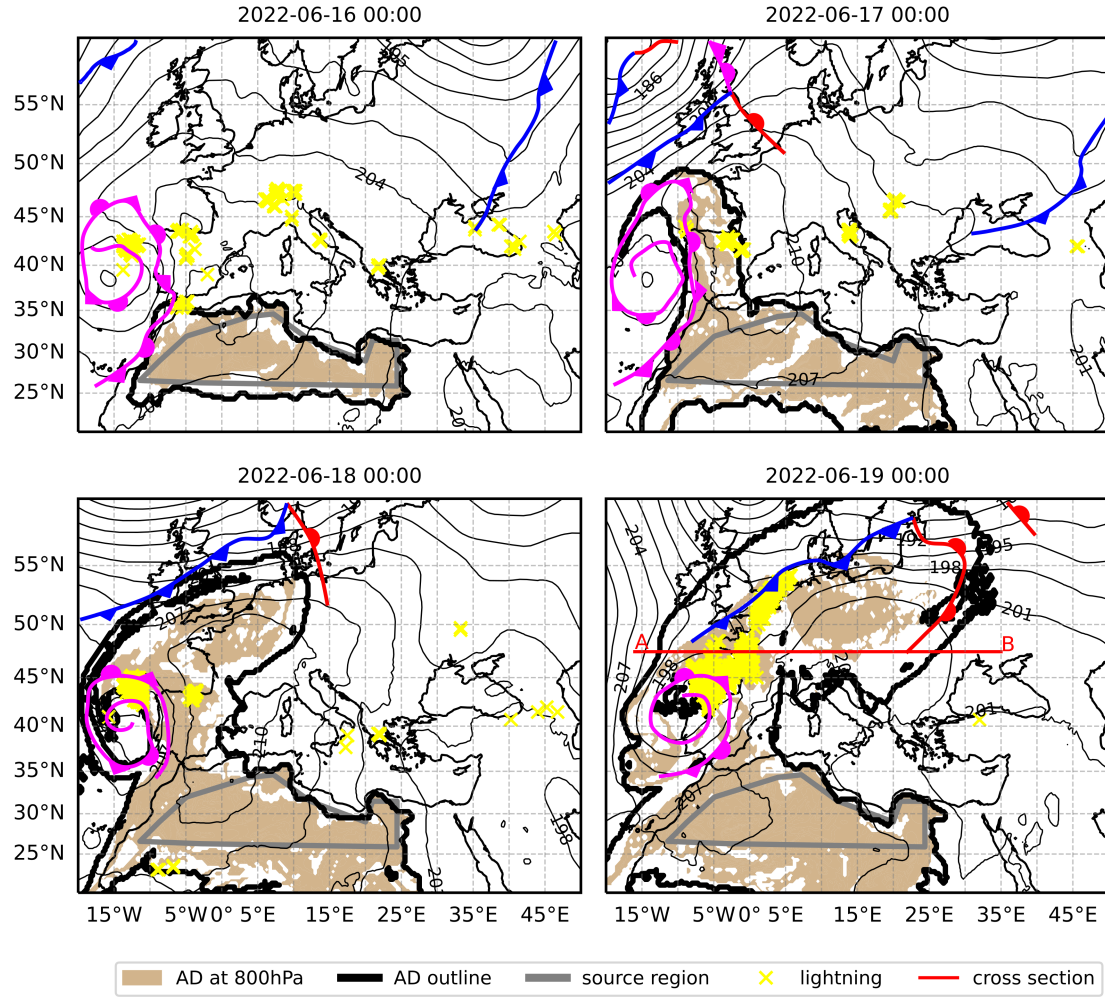 2022-06-16 00:00
2022-06-17 00:00
55°N
50°N
45°N
40°N
35°N
30°N
25°N
204
186
204
210
207
201
2022-06-18 00:00
2022-06-19 00:00
55°N
50°N
45°N
40°N
35°N
30°N
25°N
207
210
198
204
192
195
198
201
A
B
207
198
201
207
15°W
5°W
0°
5°E
15°E
25°E
35°E
45°E
15°W
5°W
0°
5°E
15°E
25°E
35°E
45°E
AD at 800hPa
AD outline
source region
lightning
cross section